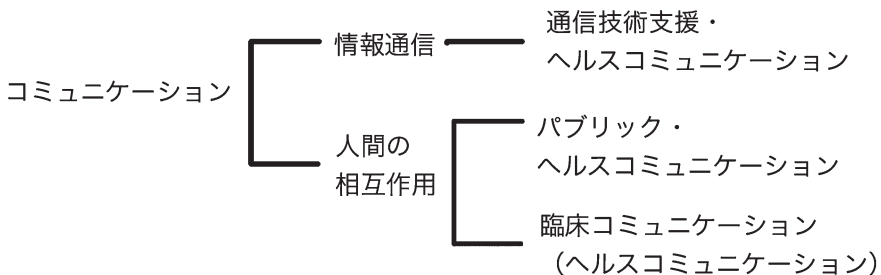 コミュニケーション
情報通信
通信技術支援・
ヘルスコミュニケーション
人間の
相互作用
パブリック・
ヘルスコミュニケーション
臨床コミュニケーション
（ヘルスコミュニケーション）